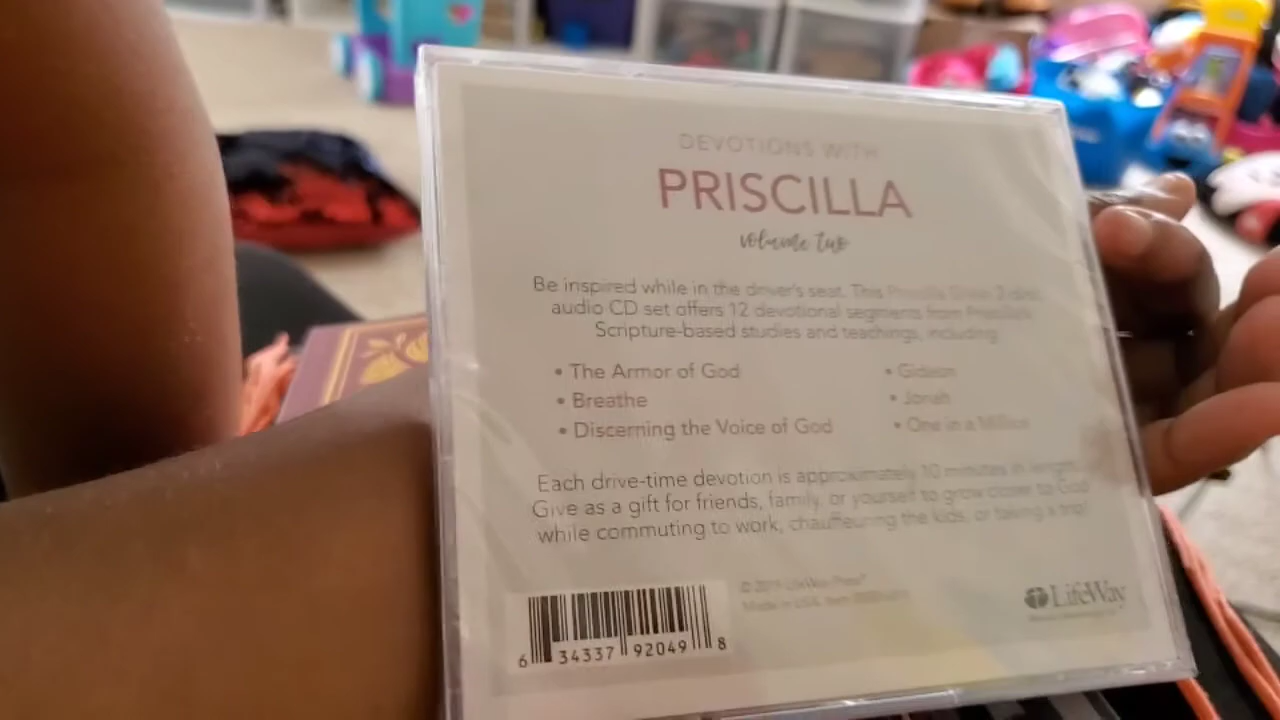 DEVOTIONS WITH
PRISCILLA
volume two
Be inspired while in the driver's seat. This Priscilla Shirer 2-disc
audio CD set offers 12 devotional segments from Priscilla's
Scripture-based studies and teachings, including:
• The Armor of God
• Breathe
• Discerning the Voice of God
• Gideon
• Jonah
• One in a Million
Each drive-time devotion is approximately 10 minutes in length.
Give as a gift for friends, family, or yourself to grow closer to God
while commuting to work, chauffeuring the kids, or taking a trip!
LifeWay Press®
Made in USA, Item
LifeWay
6 34337 92049 8